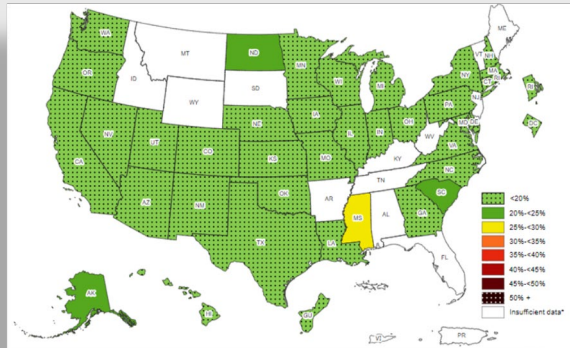 WA
OR
CA
NV
ID
MT
WY
UT
AZ
CO
NM
ND
SD
NE
KS
OK
TX
MN
IA
MO
AR
LA
WI
IL
MI
IN
OH
KY
TN
MS
AL
GA
FL
SC
NC
VA
WV
PA
NY
VT
NH
ME
MA
CT
NJ
MD
DE
DC
AK
HI
GU
VI
PR
<20%
20%-<25%
25%-<30%
30%-<35%
35%-<40%
40%-<45%
45%-<50%
50% +
Insufficient data*